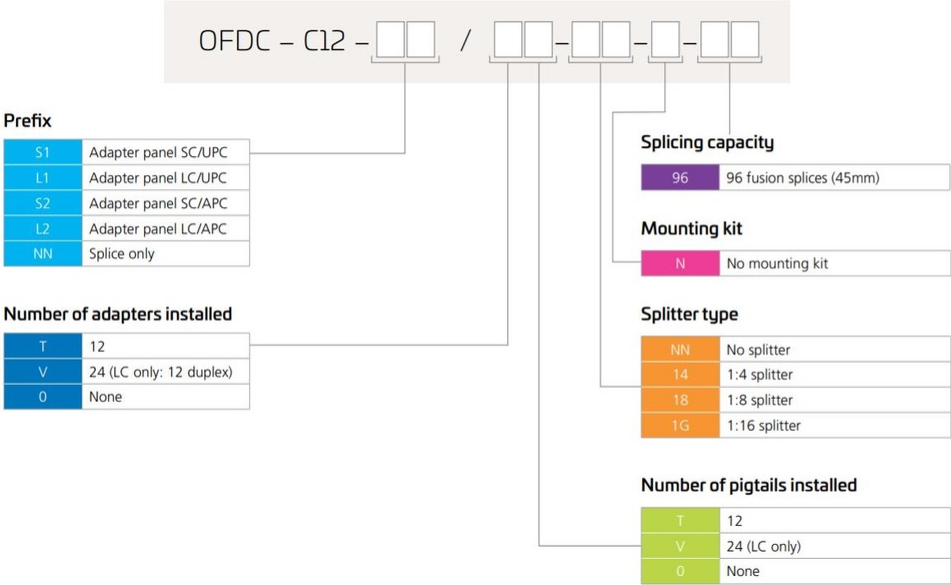 OFDC – C12 – / – – –
Prefix
S1 Adapter panel SC/UPC
L1 Adapter panel LC/UPC
S2 Adapter panel SC/APC
L2 Adapter panel LC/APC
NN Splice only
Number of adapters installed
T 12
V 24 (LC only: 12 duplex)
0 None
Splicing capacity
96 96 fusion splices (45mm)
Mounting kit
N No mounting kit
Splitter type
NN No splitter
14 1:4 splitter
18 1:8 splitter
1G 1:16 splitter
Number of pigtails installed
T 12
V 24 (LC only)
0 None